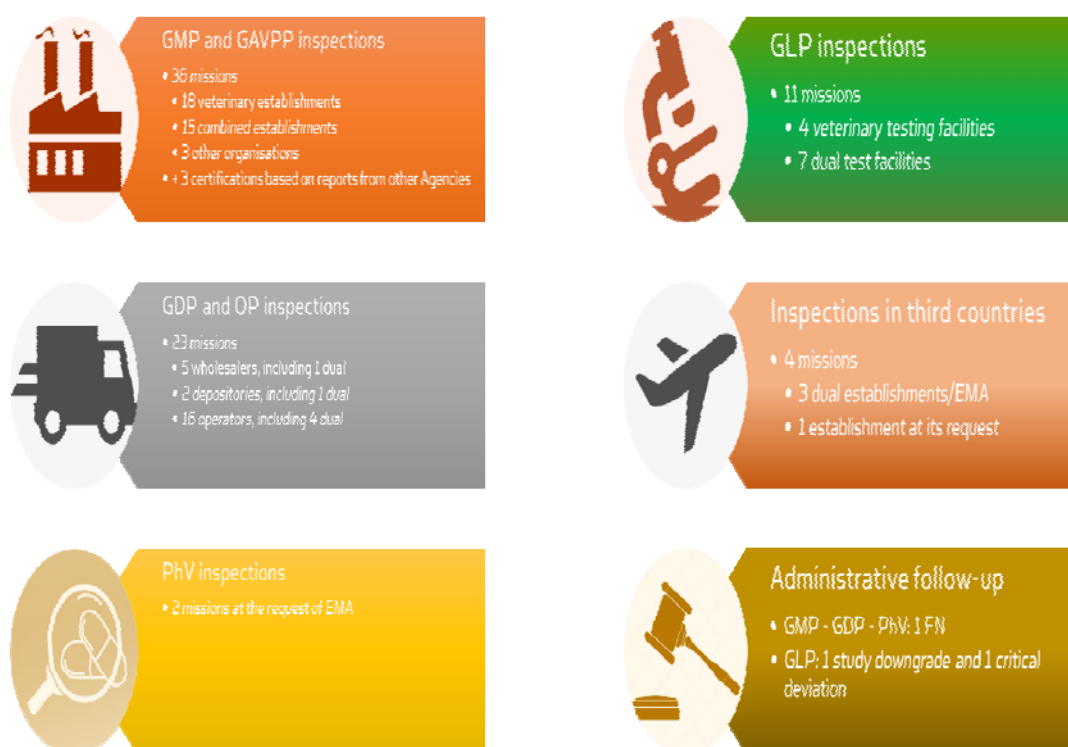 GMP and GAVPP inspections
• 36 missions
• 18 veterinary establishments
• 15 combined establishments
• 3 other organisations
• + 3 certifications based on reports from other Agencies
GLP inspections
• 11 missions
• 4 veterinary testing facilities
• 7 dual test facilities
GDP and OP inspections
• 23 missions
• 5 wholesalers, including 1 dual
• 2 depositories, including 1 dual
• 16 operators, including 4 dual
Inspections in third countries
• 4 missions
• 3 dual establishments/EMA
• 1 establishment at its request
PhV inspections
• 2 missions at the request of EMA
Administrative follow-up
• GMP - GDP - PhV: 1 FN
• GLP: 1 study downgrade and 1 critical
deviation